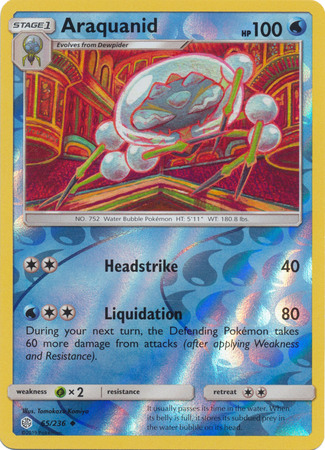 STAGE 1
Araquanid
HP 100
Evolves from Dewpider
NO. 752 Water Bubble Pokémon HT: 5'11" WT: 180.8 lbs.
Headstrike 40
Liquidation 80
During your next turn, the Defending Pokémon takes
60 more damage from attacks (after applying Weakness
and Resistance).
weakness × 2 resistance retreat
Illus. Tomokazu Komiya
It usually passes its time in the water. When
its belly is full, it stores its subdued prey in
the water bubble on its head.
65/236